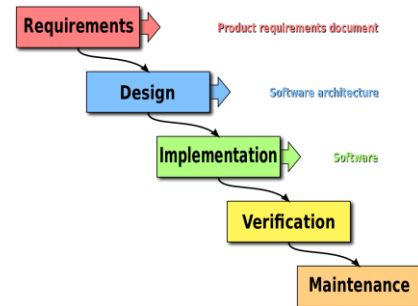 Requirements
Product requirements document
Design
Software architecture
Implementation
Software
Verification
Maintenance